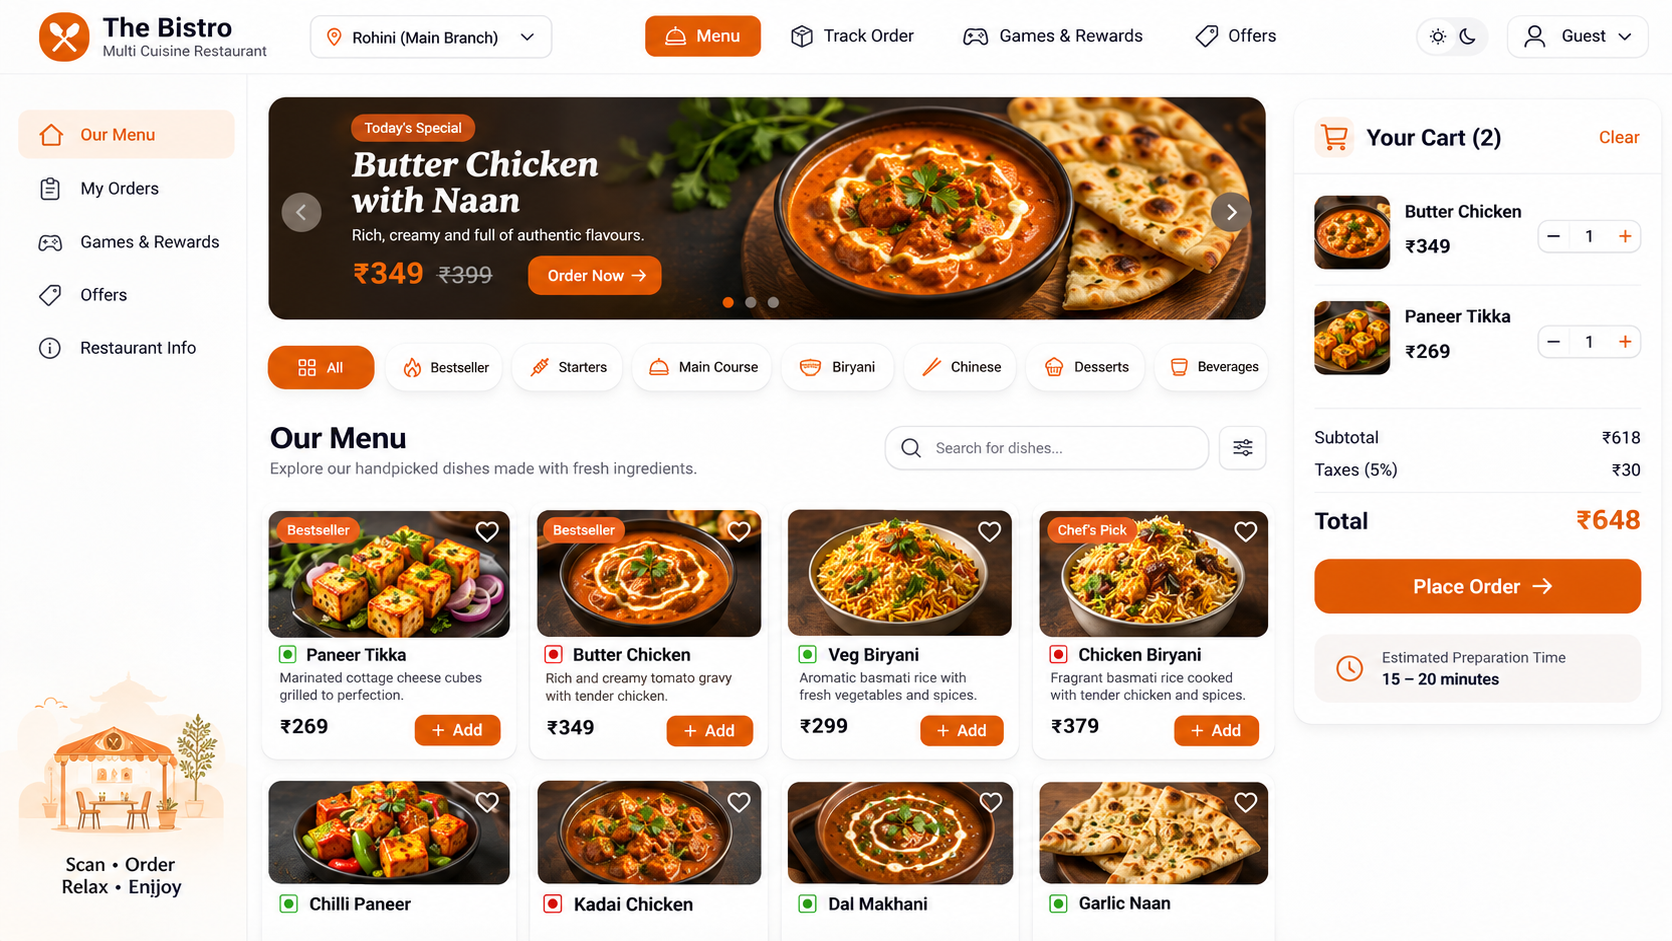 The Bistro
Multi Cuisine Restaurant
Rohini (Main Branch)
Menu
Track Order
Games & Rewards
Offers
Guest
Our Menu
My Orders
Games & Rewards
Offers
Restaurant Info
Scan • Order
Relax • Enjoy
Today's Special
Butter Chicken
with Naan
Rich, creamy and full of authentic flavours.
₹349 ₹399
Order Now →
All
Bestseller
Starters
Main Course
Biryani
Chinese
Desserts
Beverages
Our Menu
Explore our handpicked dishes made with fresh ingredients.
Search for dishes...
Bestseller
Paneer Tikka
Marinated cottage cheese cubes
grilled to perfection.
₹269
+ Add
Bestseller
Butter Chicken
Rich and creamy tomato gravy
with tender chicken.
₹349
+ Add
Veg Biryani
Aromatic basmati rice with
fresh vegetables and spices.
₹299
+ Add
Chef's Pick
Chicken Biryani
Fragrant basmati rice cooked
with tender chicken and spices.
₹379
+ Add
Chilli Paneer
Kadai Chicken
Dal Makhani
Garlic Naan
Your Cart (2)
Clear
Butter Chicken
₹349
− 1 +
Paneer Tikka
₹269
− 1 +
Subtotal ₹618
Taxes (5%) ₹30
Total ₹648
Place Order →
Estimated Preparation Time
15 – 20 minutes